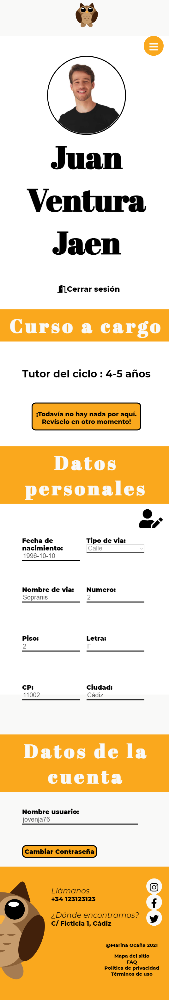 Juan
Ventura
Jaen
Cerrar sesión
Curso a cargo
Tutor del ciclo : 4-5 años
¡Todavía no hay nada por aquí.
Revíselo en otro momento!
Datos
personales
Fecha de
nacimiento:
1996-10-10
Tipo de via:
Calle
Nombre de via:
Sopranis
Numero:
2
Piso:
2
Letra:
F
CP:
11002
Ciudad:
Cádiz
Datos de la
cuenta
Nombre usuario:
jovenja76
Cambiar Contraseña
Llámanos
+34 123123123
¿Dónde encontrarnos?
C/ Ficticia 1, Cádiz
@Marina Ocaña 2021
Mapa del sitio
FAQ
Política de privacidad
Términos de uso